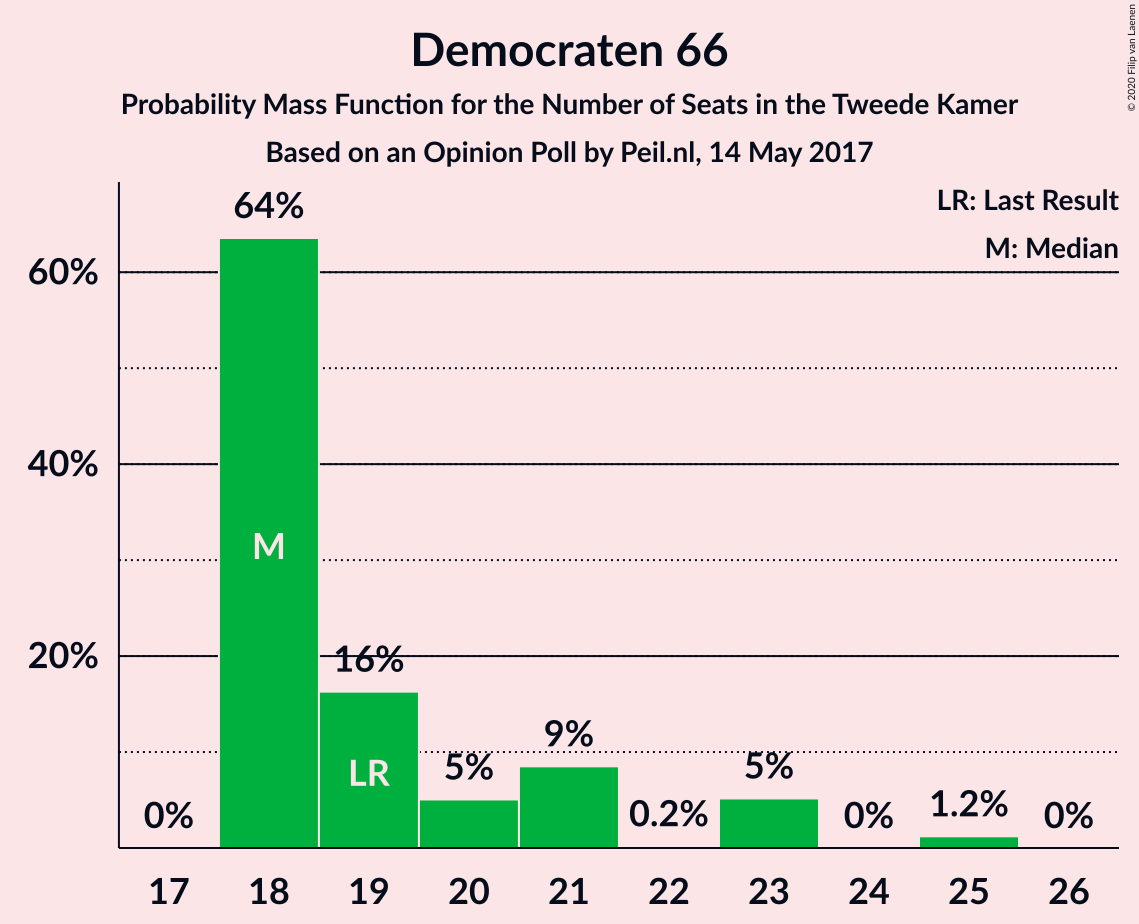 Democraten 66
Probability Mass Function for the Number of Seats in the Tweede Kamer
Based on an Opinion Poll by Peil.nl, 14 May 2017
© 2020 Filip van Laenen
LR: Last Result
M: Median
60%
40%
20%
0%
64%
M
16%
LR
5%
9%
0.2%
5%
0%
1.2%
0%
17 18 19 20 21 22 23 24 25 26